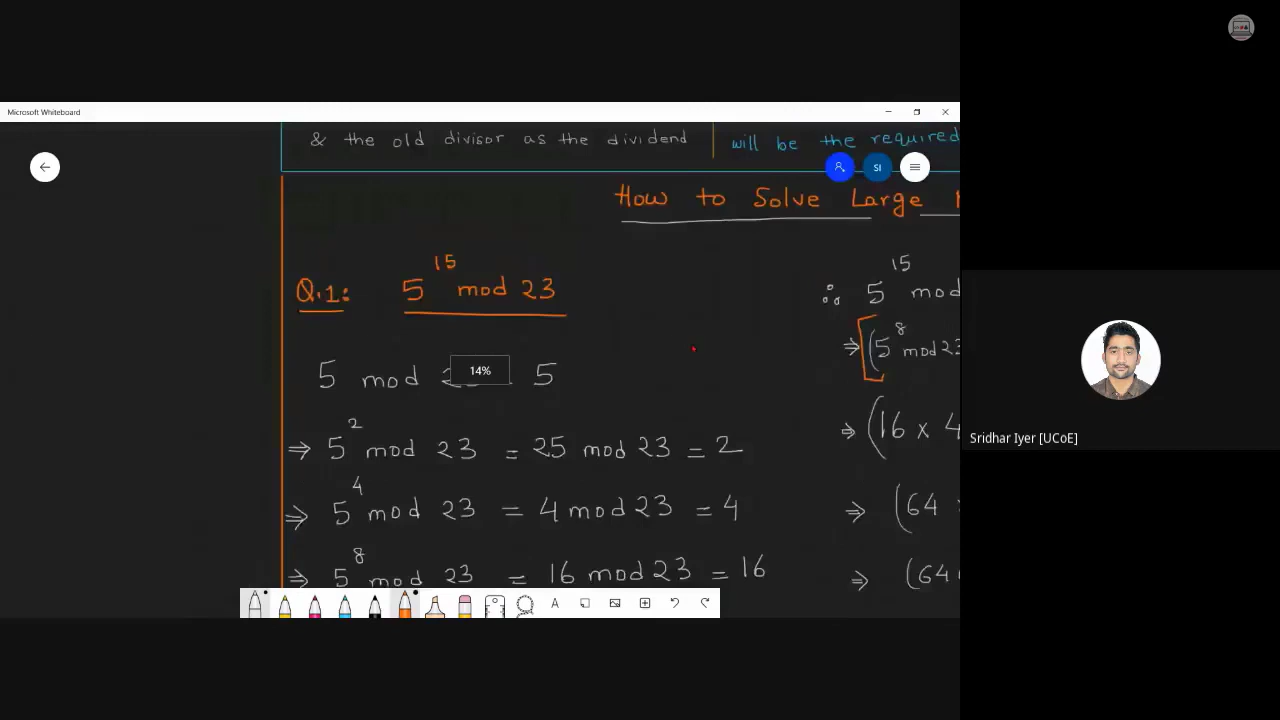 Microsoft Whiteboard
& the old divisor as the dividend
will be the required
SI
How to Solve Large
Q.1: 5^15 mod 23
5 mod
14%
5
⇒ 5^2 mod 23 = 25 mod 23 = 2
⇒ 5^4 mod 23 = 4 mod 23 = 4
⇒ 5^8 mod 23 = 16 mod 23 = 16
∴ 5^15 mod
⇒ [(5^8 mod 23
⇒ (16 × 4
⇒ (64
⇒ (64
Sridhar Iyer [UCoE]